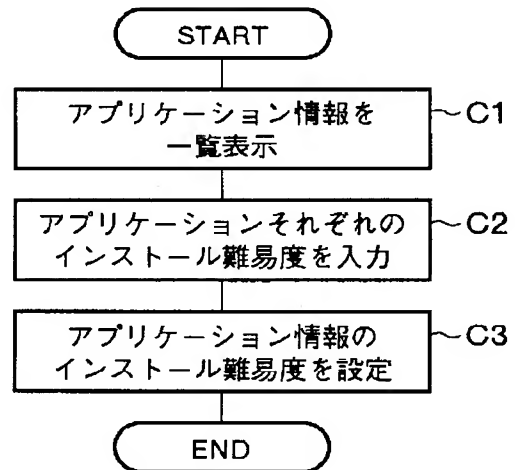 START
アプリケーション情報を
一覧表示
~C1
アプリケーションそれぞれの
インストール難易度を入力
~C2
アプリケーション情報の
インストール難易度を設定
~C3
END